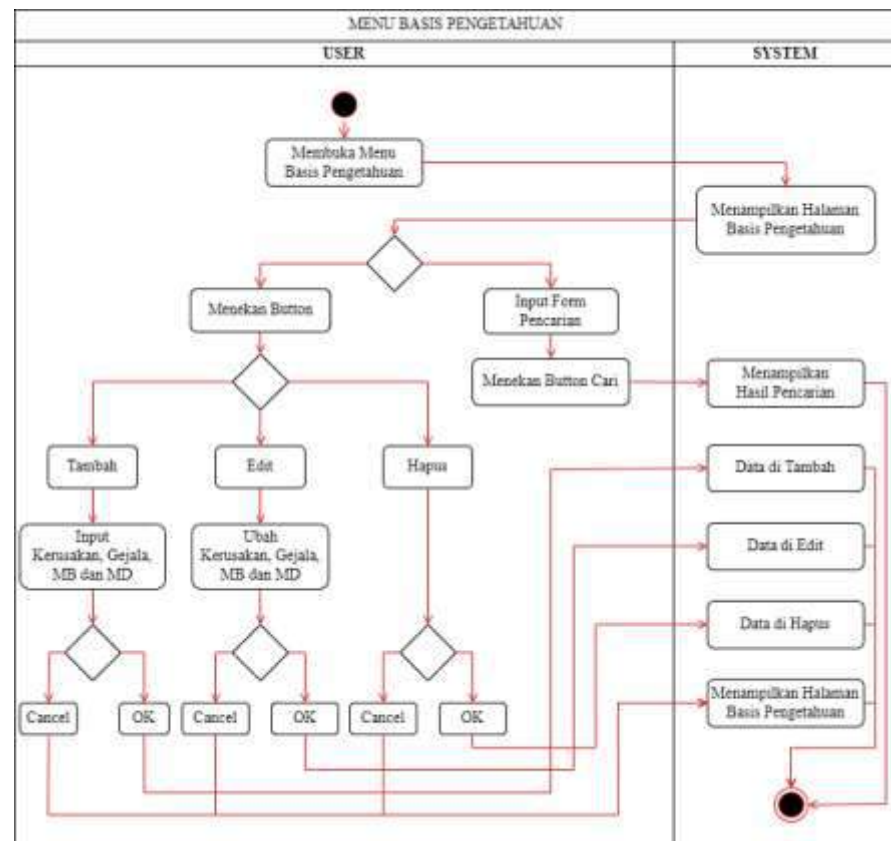 MENU BASIS PENGETAHUAN
USER
SYSTEM
Membuka Menu
Basis Pengetahuan
Menampilkan Halaman
Basis Pengetahuan
Menekan Button
Input Form
Pencarian
Menekan Button Cari
Menampilkan
Hasil Pencarian
Tambah
Edit
Hapus
Data di Tambah
Input
Kerusakan, Gejala,
MB dan MD
Ubah
Kerusakan, Gejala,
MB dan MD
Data di Edit
Data di Hapus
Cancel
OK
Cancel
OK
Cancel
OK
Menampilkan Halaman
Basis Pengetahuan